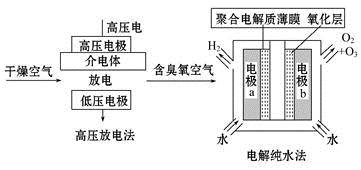 高压电
高压电极
介电体
干燥空气
放电
含臭氧空气
低压电极
高压放电法
聚合电解质薄膜 氧化层
H₂
O₂
+O₃
电极a
电极b
水
水
电解纯水法